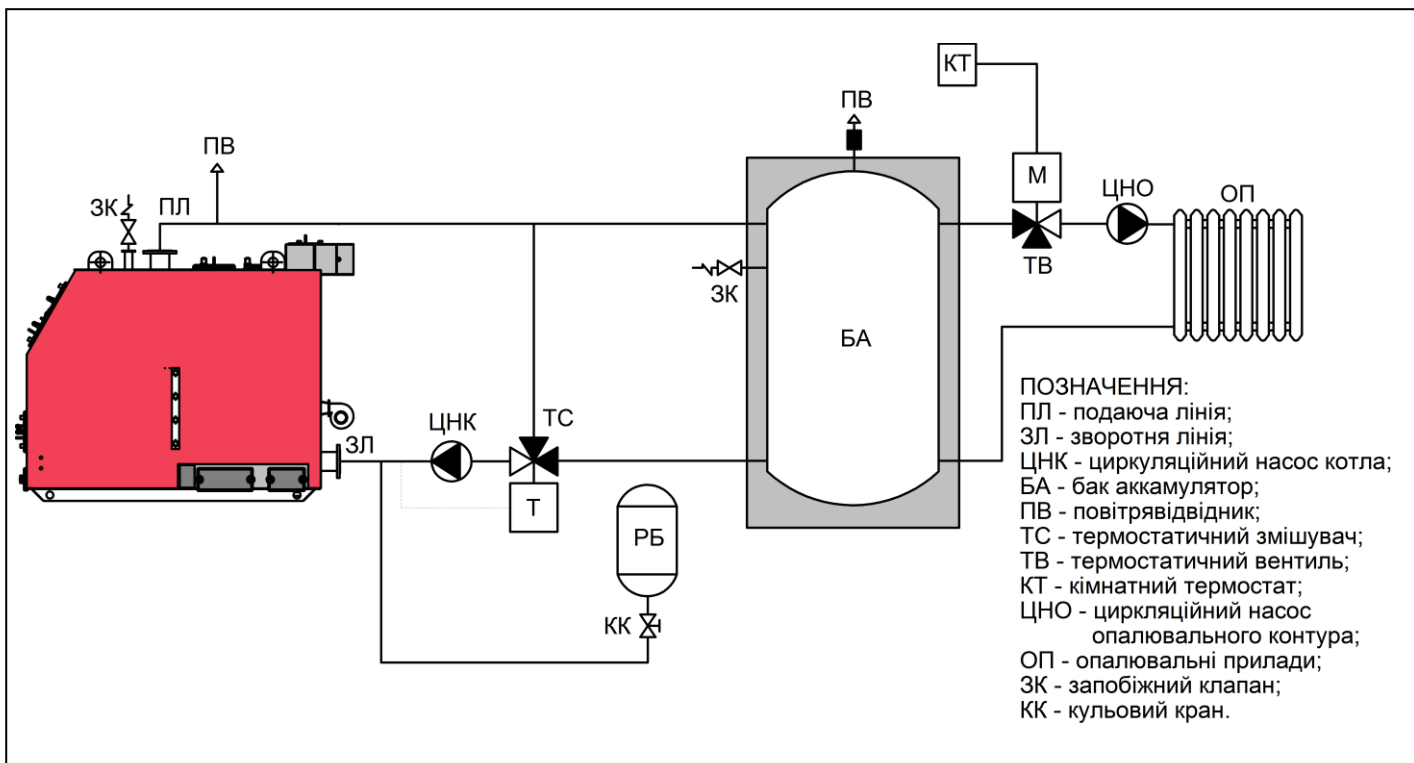 КТ
ПВ
ПВ
М
ЦНО
ОП
ЗК
ПЛ
ТВ
ЗК
БА
ЦНК
ТС
ЗЛ
Т
РБ
КК
ПОЗНАЧЕННЯ:
ПЛ - подаюча лінія;
ЗЛ - зворотня лінія;
ЦНК - циркуляційний насос котла;
БА - бак аккамулятор;
ПВ - повітрявідвідник;
ТС - термостатичний змішувач;
ТВ - термостатичний вентиль;
КТ - кімнатний термостат;
ЦНО - циркляційний насос
опалювального контура;
ОП - опалювальні прилади;
ЗК - запобіжний клапан;
КК - кульовий кран.